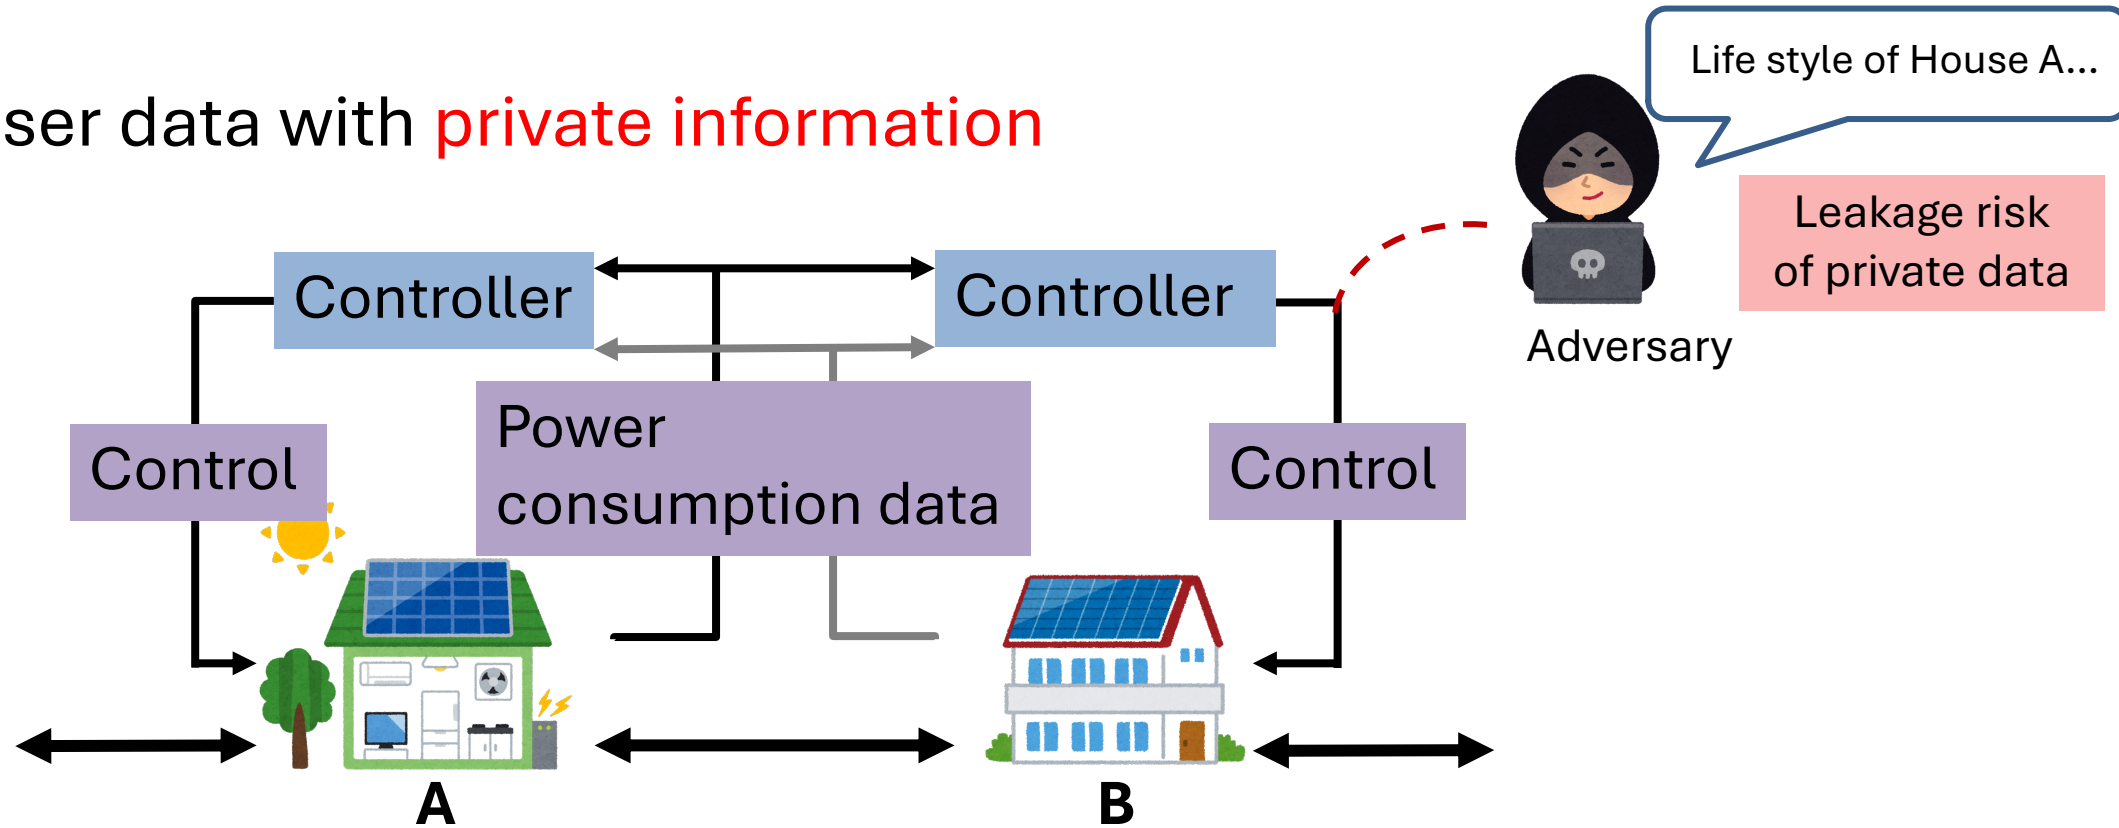 Life style of House A...
ser data with private information
Leakage risk
of private data
Controller
Controller
Adversary
Power
consumption data
Control
Control
A
B